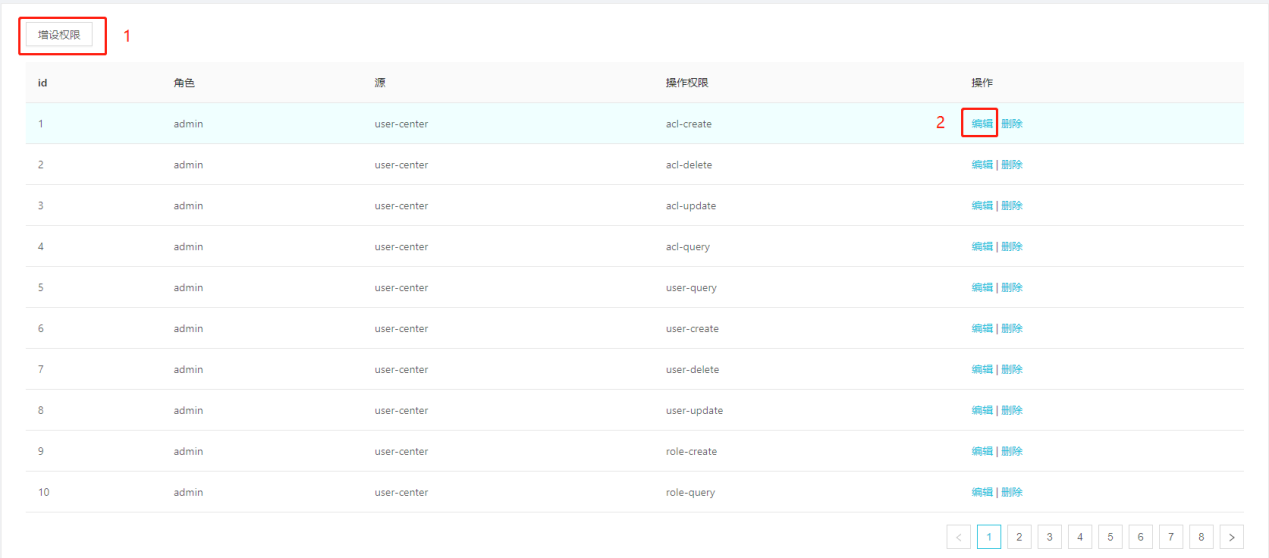 增设权限 1
id 角色 源 操作权限 操作
1 admin user-center acl-create 2 编辑 删除
2 admin user-center acl-delete 编辑 | 删除
3 admin user-center acl-update 编辑 | 删除
4 admin user-center acl-query 编辑 | 删除
5 admin user-center user-query 编辑 | 删除
6 admin user-center user-create 编辑 | 删除
7 admin user-center user-delete 编辑 | 删除
8 admin user-center user-update 编辑 | 删除
9 admin user-center role-create 编辑 | 删除
10 admin user-center role-query 编辑 | 删除
< 1 2 3 4 5 6 7 8 >